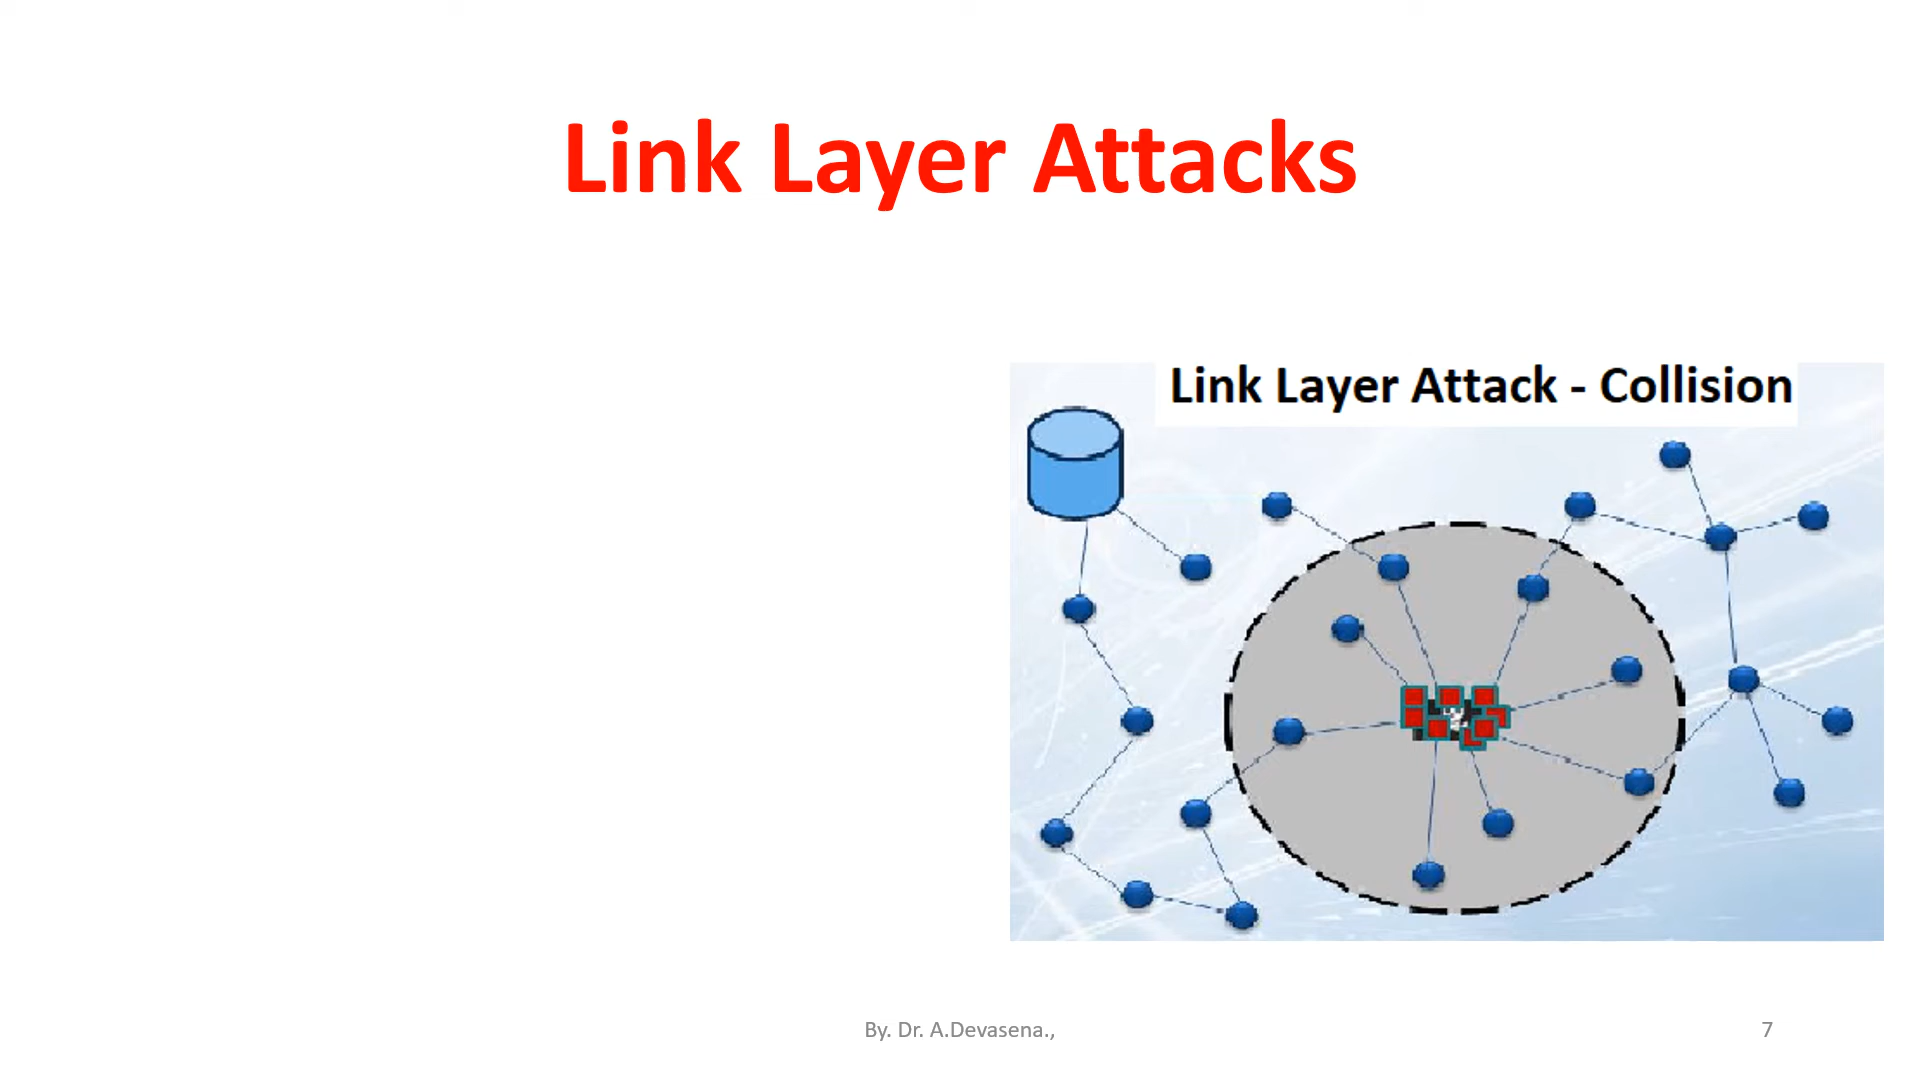 Link Layer Attacks
Link Layer Attack - Collision
By. Dr. A.Devasena.,
7